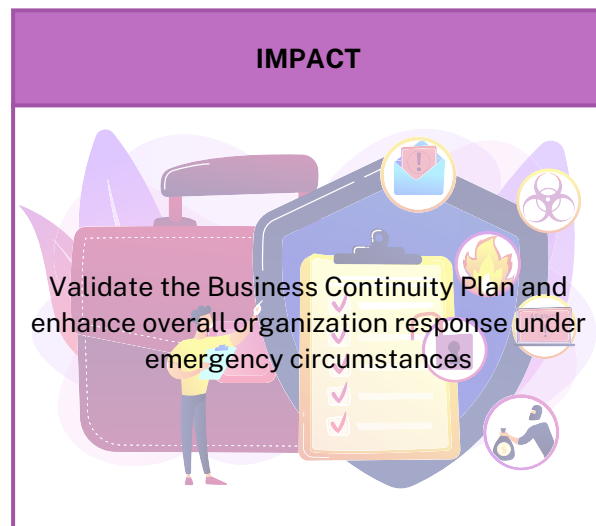 IMPACT
Validate the Business Continuity Plan and
enhance overall organization response under
emergency circumstances